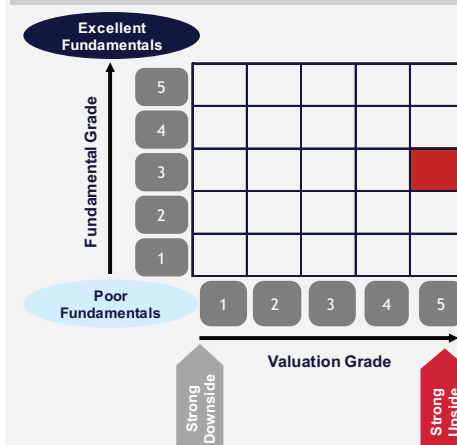 Excellent
Fundamentals
Fundamental Grade
5
4
3
2
1
Poor
Fundamentals
1
2
3
4
5
Valuation Grade
Strong
Downside
Strong
Upside